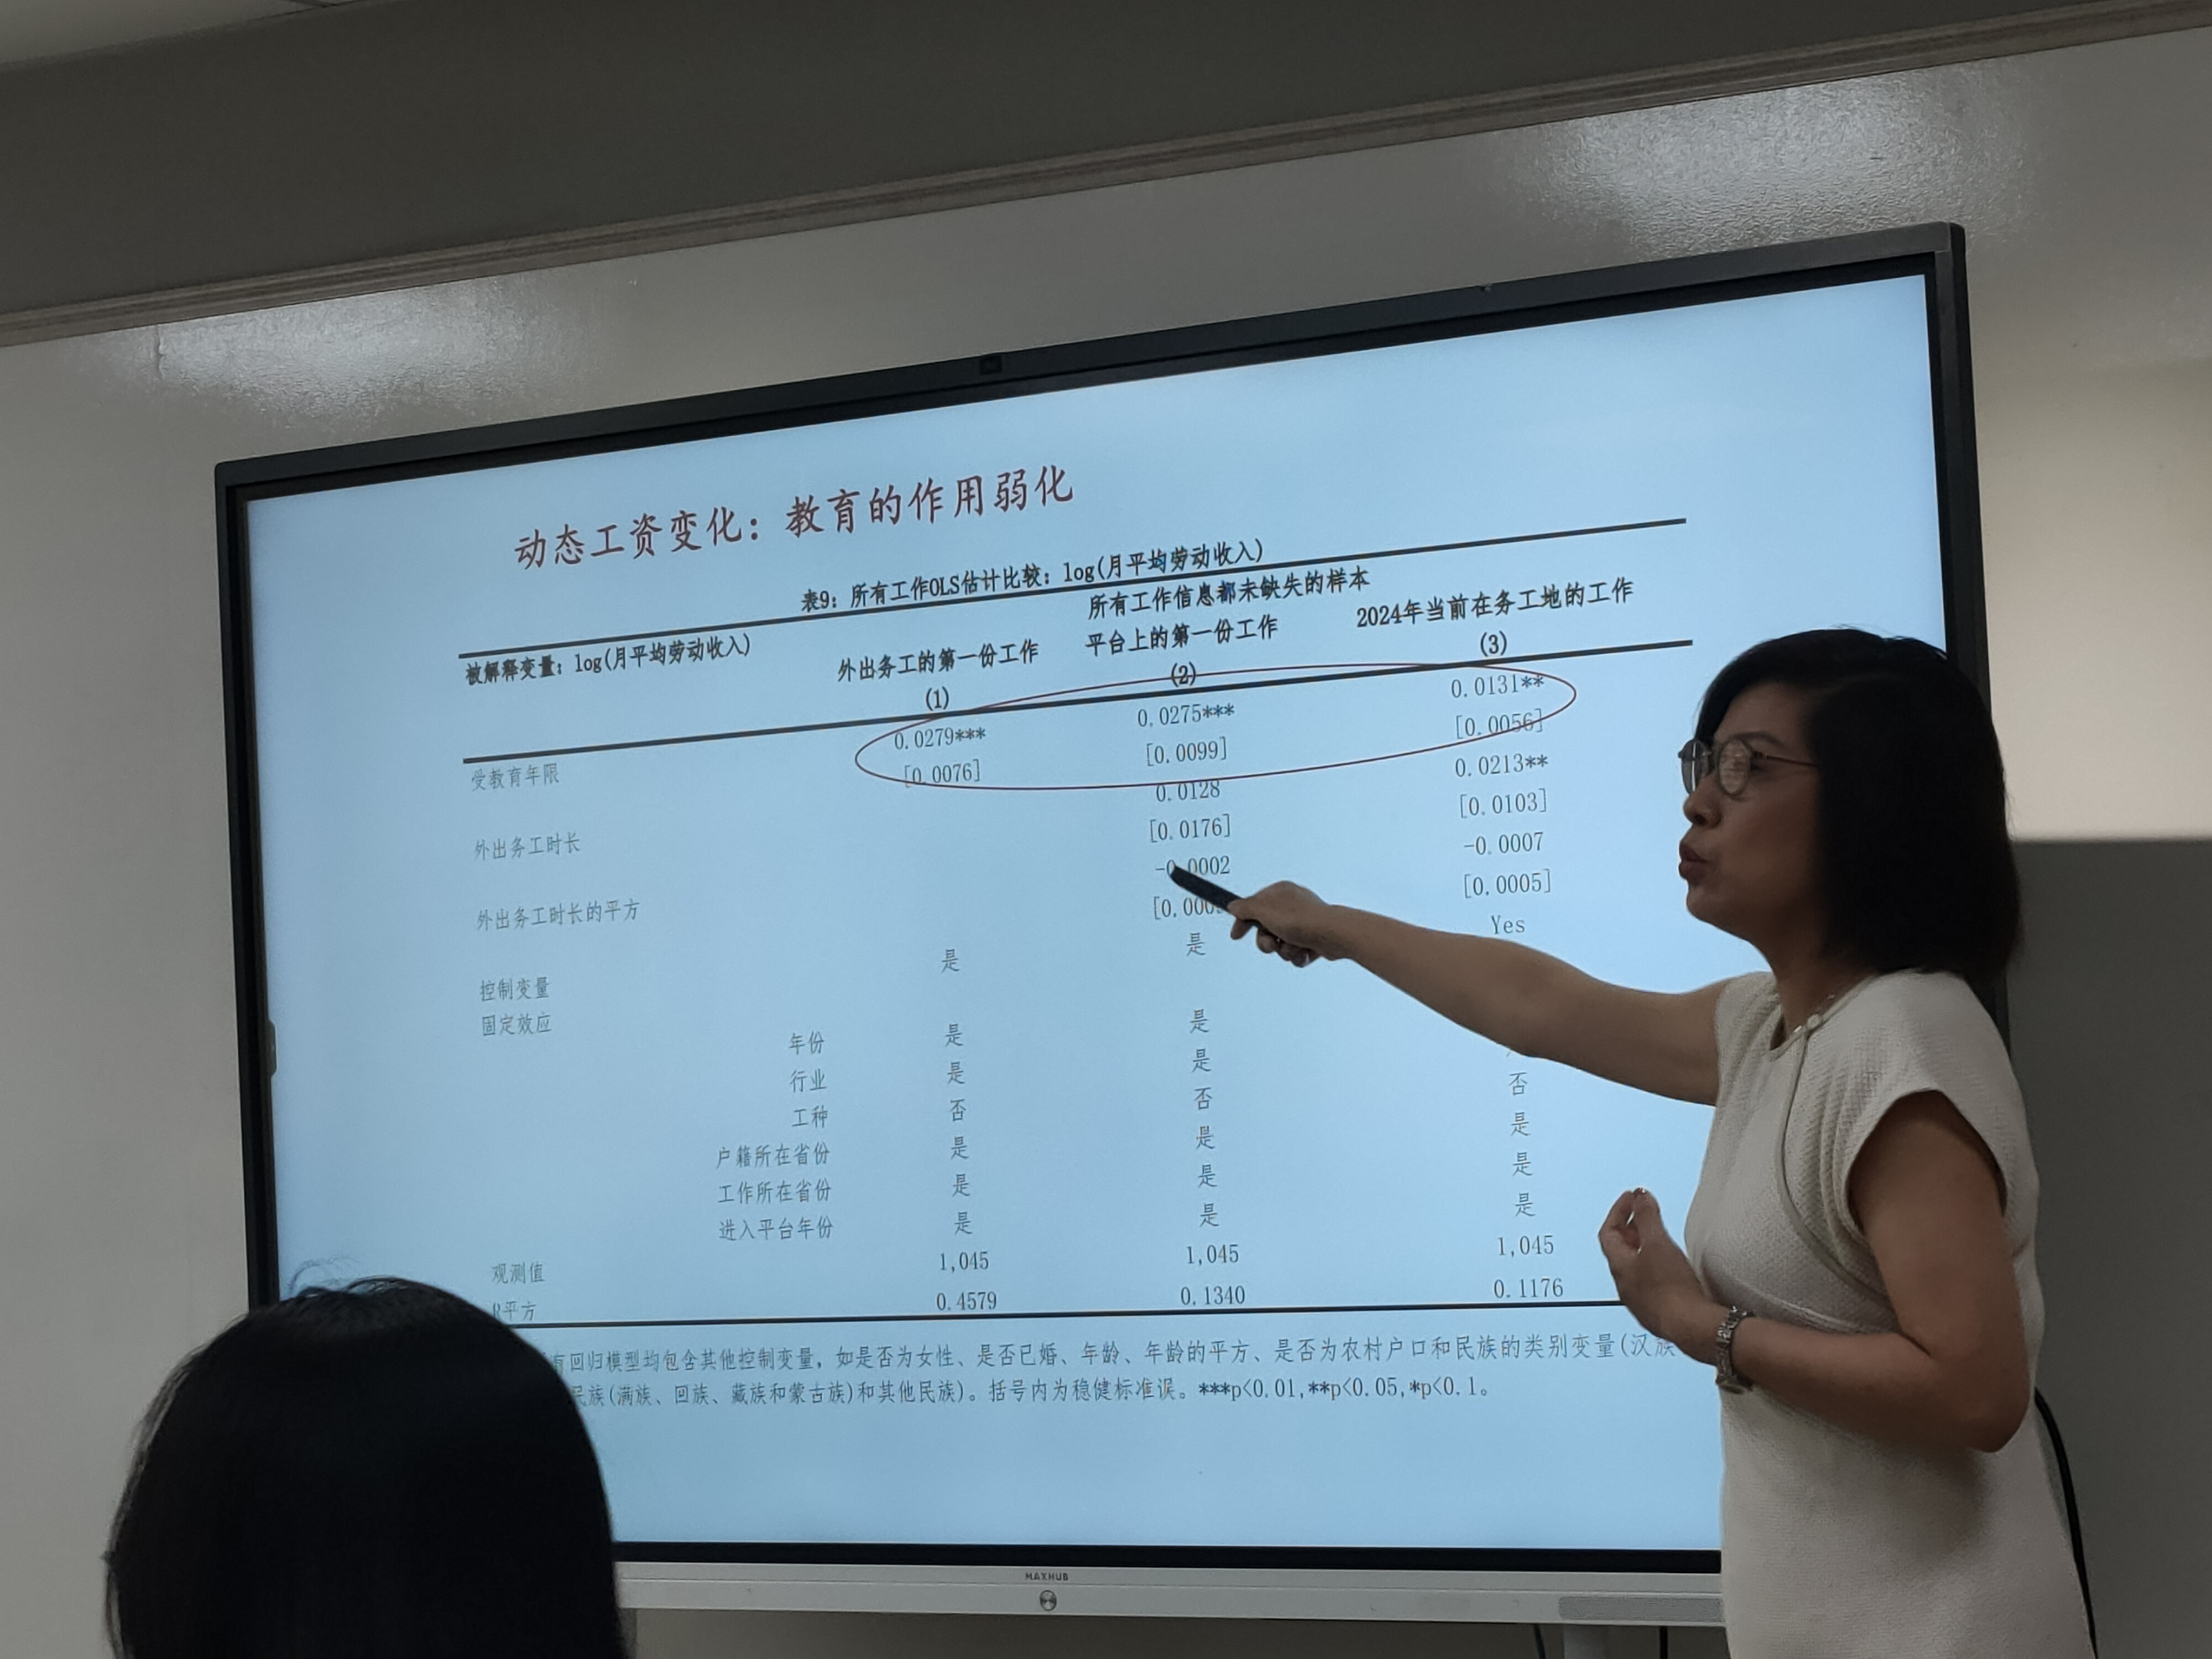 动态工资变化：教育的作用弱化
表9：所有工作OLS估计比较：log(月平均劳动收入)
所有工作信息都未缺失的样本
被解释变量：log(月平均劳动收入) 外出务工的第一份工作 平台上的第一份工作 2024年当前在务工地的工作
(1) (2) (3)
受教育年限 0.0279*** 0.0275*** 0.0131**
[0.0076] [0.0099] [0.0056]
外出务工时长 0.0128 0.0213**
[0.0176] [0.0103]
外出务工时长的平方 -0.0002 -0.0007
[0.0005]
控制变量 是 是 Yes
固定效应
年份 是 是
行业 是 是
工种 否 否 否
户籍所在省份 是 是 是
工作所在省份 是 是 是
进入平台年份 是 是 是
观测值 1,045 1,045 1,045
R平方 0.4579 0.1340 0.1176
有回归模型均包含其他控制变量，如是否为女性、是否已婚、年龄、年龄的平方、是否为农村户口和民族的类别变量(汉族
民族(满族、回族、藏族和蒙古族)和其他民族)。括号内为稳健标准误。***p<0.01,**p<0.05,*p<0.1。
MAXHUB